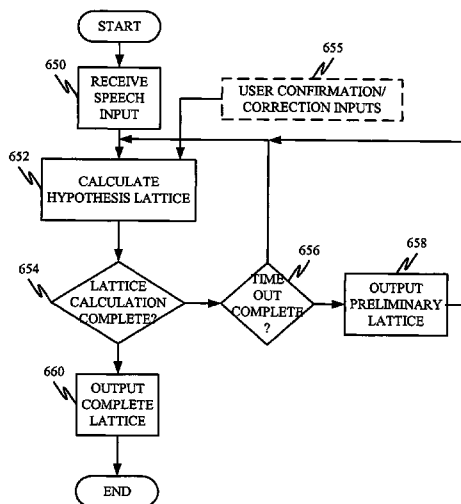 START
650
RECEIVE
SPEECH
INPUT
655
USER CONFIRMATION/
CORRECTION INPUTS
652
CALCULATE
HYPOTHESIS LATTICE
654
LATTICE
CALCULATION
COMPLETE?
656
TIME
OUT
COMPLETE
?
658
OUTPUT
PRELIMINARY
LATTICE
660
OUTPUT
COMPLETE
LATTICE
END